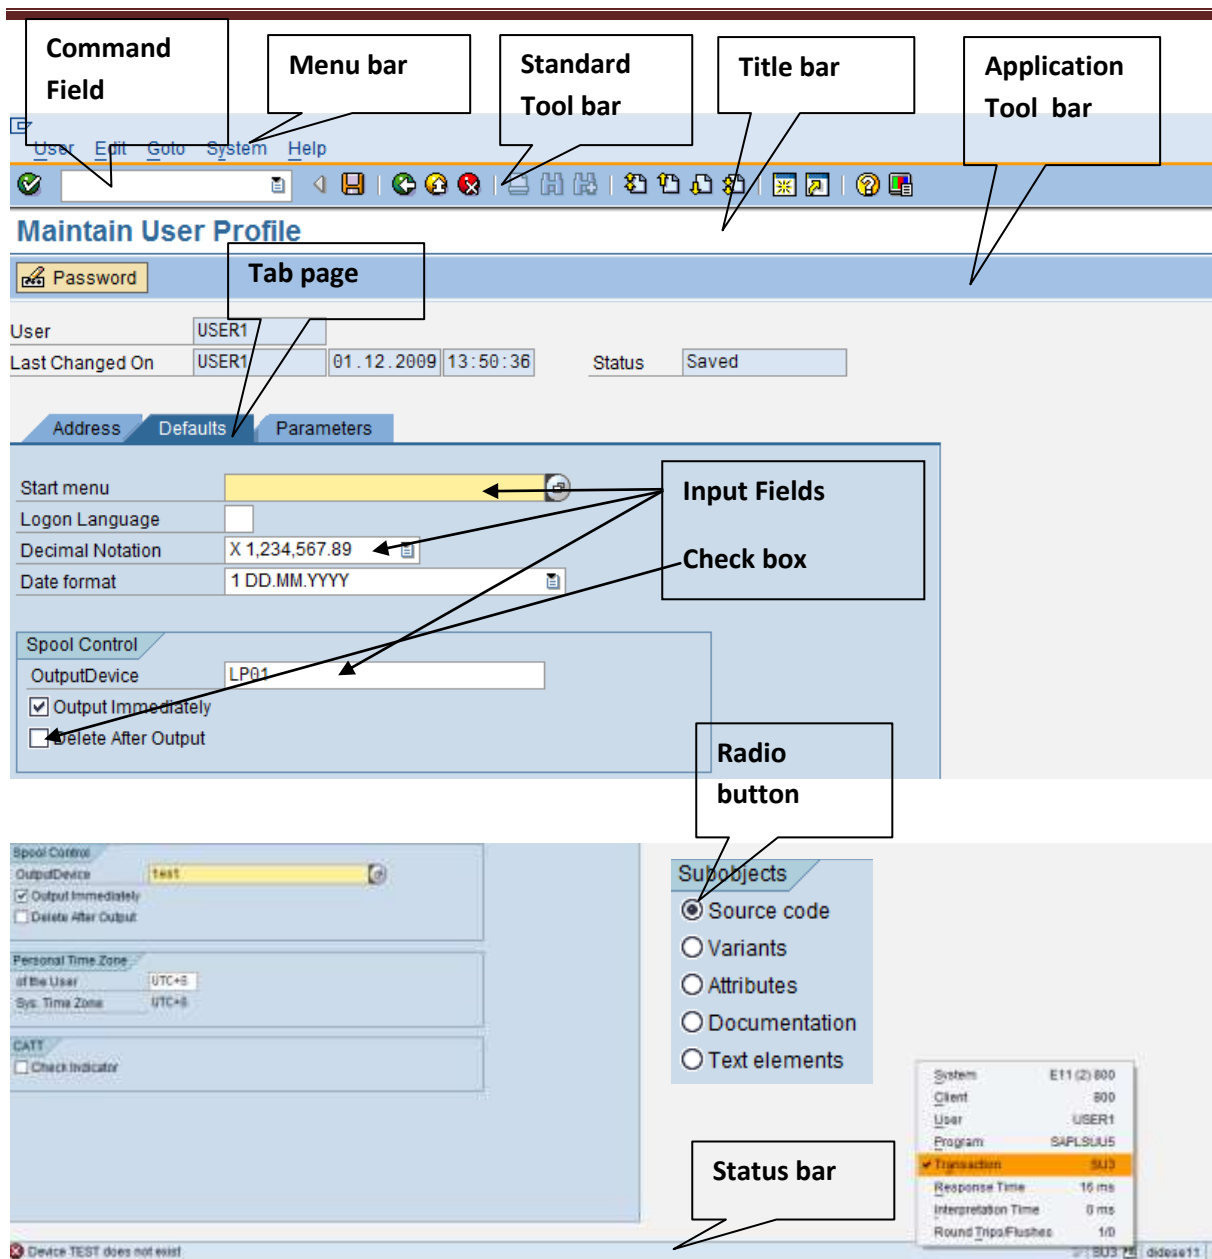 Command
Field
Menu bar
Standard
Tool bar
Title bar
Application
Tool bar
User Edit Goto System Help
Maintain User Profile
Password
Tab page
User USER1
Last Changed On USER1 01.12.2009 13:50:36 Status Saved
Address Defaults Parameters
Start menu
Logon Language
Decimal Notation X 1,234,567.89
Date format 1 DD.MM.YYYY
Input Fields
Check box
Spool Control
OutputDevice LP01
Output Immediately
Delete After Output
Radio
button
Spool Control
OutputDevice test
Output Immediately
Delete After Output
Personal Time Zone
of the User UTC+8
Sys. Time Zone UTC+8
CATT
Check Indicator
Subobjects
Source code
Variants
Attributes
Documentation
Text elements
System E11 (2) 800
Client 800
User USER1
Program SAPLSUU5
Transaction SU3
Response Time 16 ms
Interpretation Time 0 ms
Round Trips/Flushes 1/0
Status bar
Device TEST does not exist
SU3 didese11